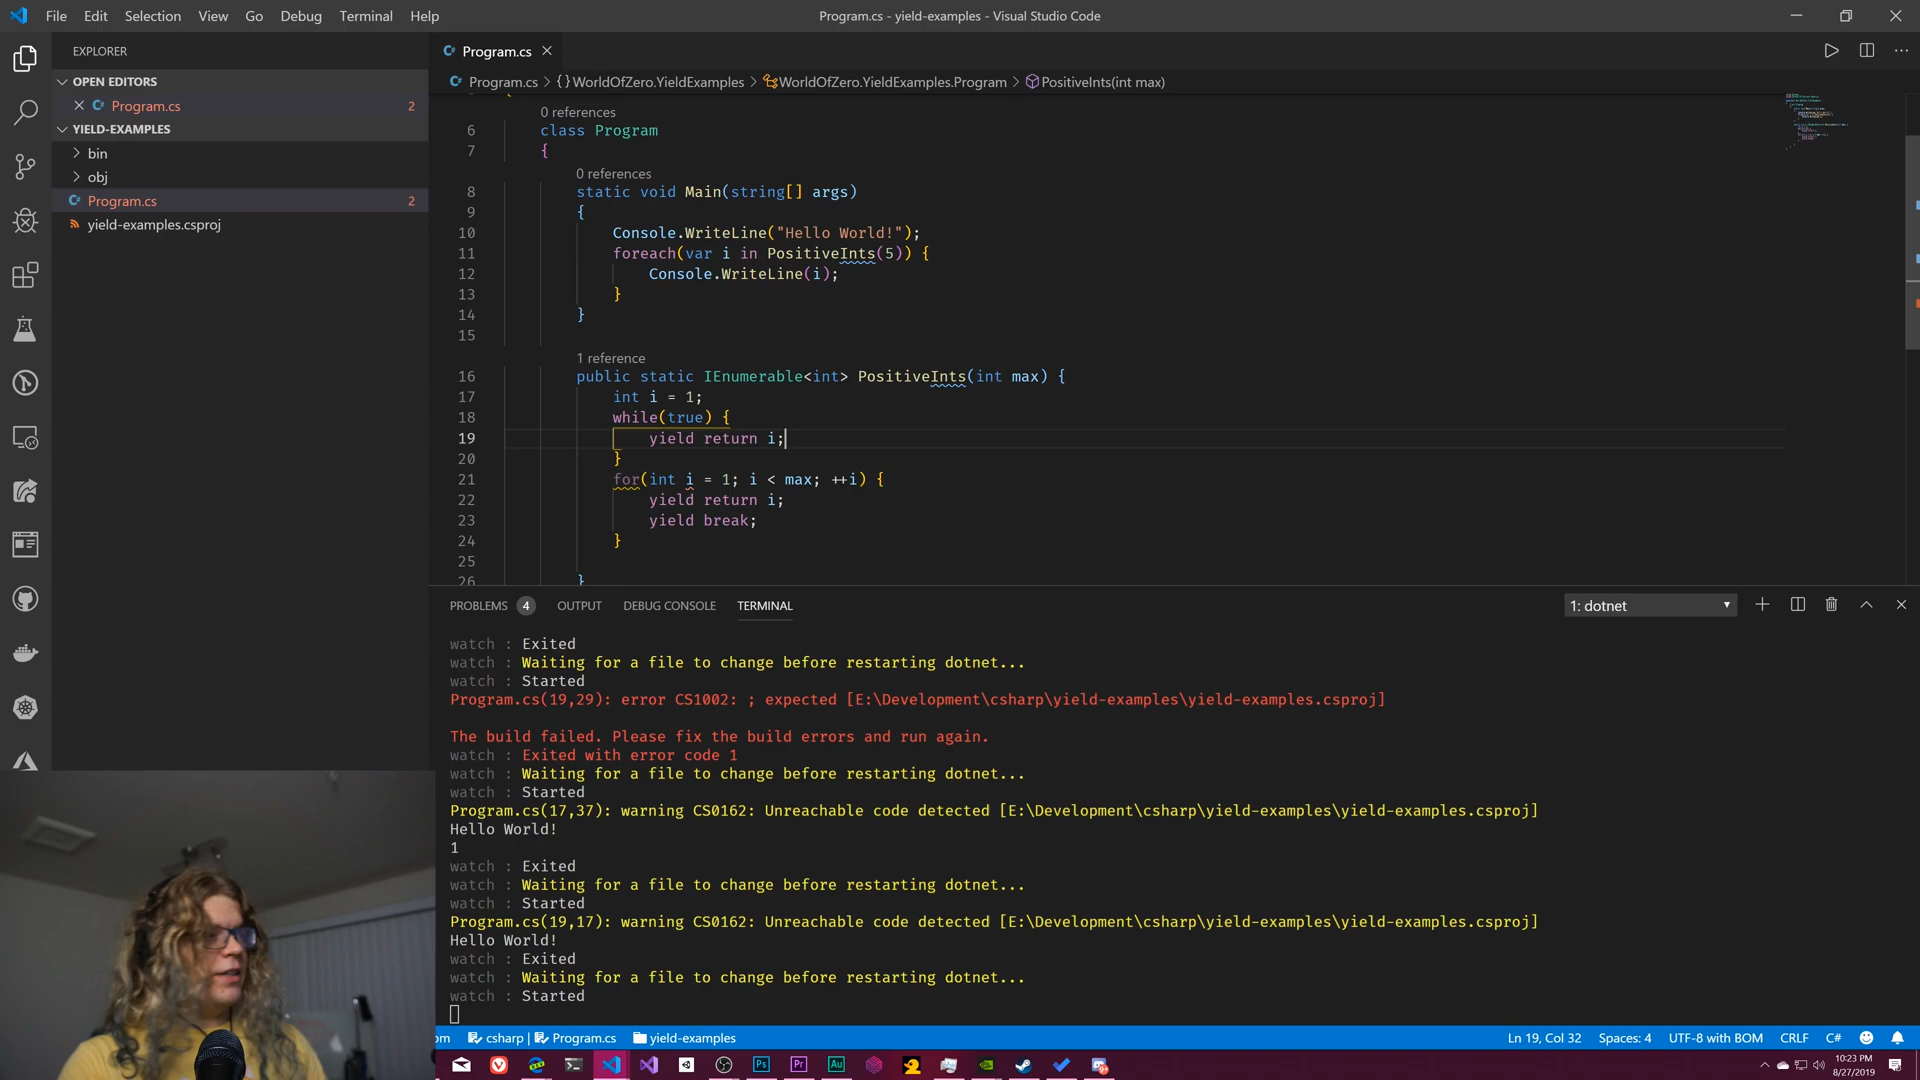 File Edit Selection View Go Debug Terminal Help
Program.cs - yield-examples - Visual Studio Code
EXPLORER
OPEN EDITORS
Program.cs 2
YIELD-EXAMPLES
bin
obj
Program.cs 2
yield-examples.csproj
Program.cs
Program.cs > {} WorldOfZero.YieldExamples > WorldOfZero.YieldExamples.Program > PositiveInts(int max)
0 references
6 class Program
7 {
0 references
8 static void Main(string[] args)
9 {
10 Console.WriteLine("Hello World!");
11 foreach(var i in PositiveInts(5)) {
12 Console.WriteLine(i);
13 }
14 }
15
1 reference
16 public static IEnumerable<int> PositiveInts(int max) {
17 int i = 1;
18 while(true) {
19 yield return i;
20 }
21 for(int i = 1; i < max; ++i) {
22 yield return i;
23 yield break;
24 }
25
26 }
PROBLEMS 4 OUTPUT DEBUG CONSOLE TERMINAL
1: dotnet
watch : Exited
watch : Waiting for a file to change before restarting dotnet...
watch : Started
Program.cs(19,29): error CS1002: ; expected [E:\Development\csharp\yield-examples\yield-examples.csproj]
The build failed. Please fix the build errors and run again.
watch : Exited with error code 1
watch : Waiting for a file to change before restarting dotnet...
watch : Started
Program.cs(17,37): warning CS0162: Unreachable code detected [E:\Development\csharp\yield-examples\yield-examples.csproj]
Hello World!
1
watch : Exited
watch : Waiting for a file to change before restarting dotnet...
watch : Started
Program.cs(19,17): warning CS0162: Unreachable code detected [E:\Development\csharp\yield-examples\yield-examples.csproj]
Hello World!
watch : Exited
watch : Waiting for a file to change before restarting dotnet...
watch : Started
om csharp Program.cs yield-examples
Ln 19, Col 32 Spaces: 4 UTF-8 with BOM CRLF C#
Ps Pr Au
10:23 PM
8/27/2019